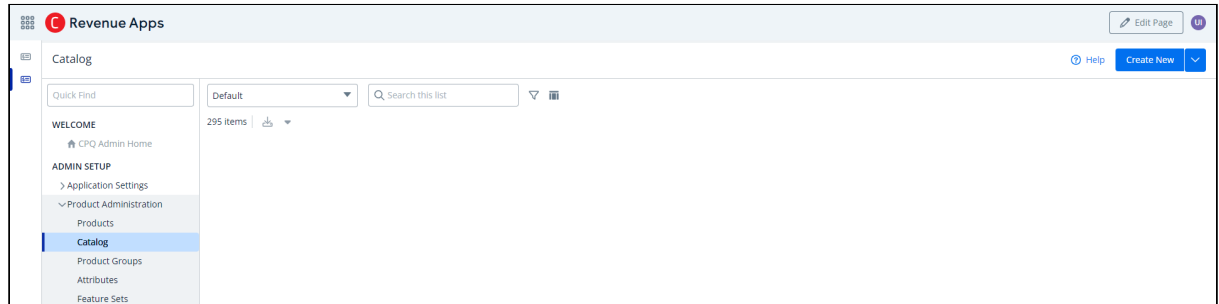 C Revenue Apps
Edit Page
UI
Catalog
Help
Create New
Quick Find
Default
Search this list
WELCOME
295 items
CPQ Admin Home
ADMIN SETUP
Application Settings
Product Administration
Products
Catalog
Product Groups
Attributes
Feature Sets